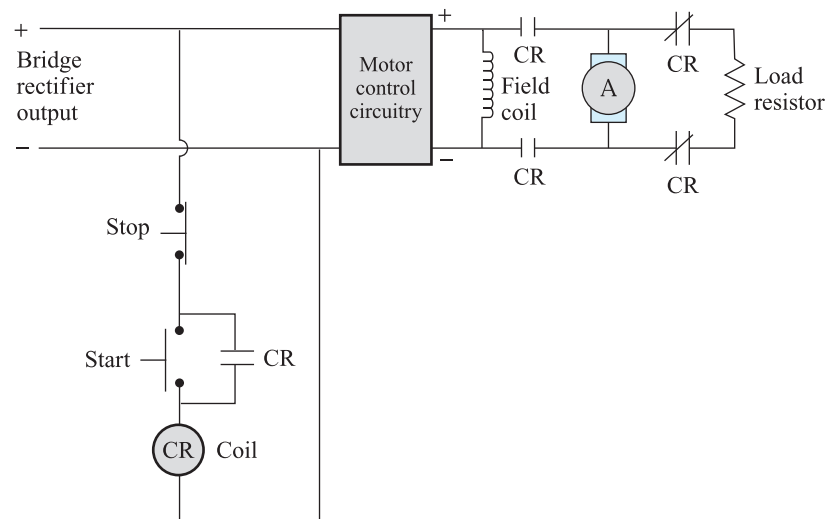 +
Bridge
rectifier
output
−
Motor
control
circuitry
+
−
Field
coil
CR
CR
A
CR
CR
Load
resistor
Stop
Start
CR
CR
Coil